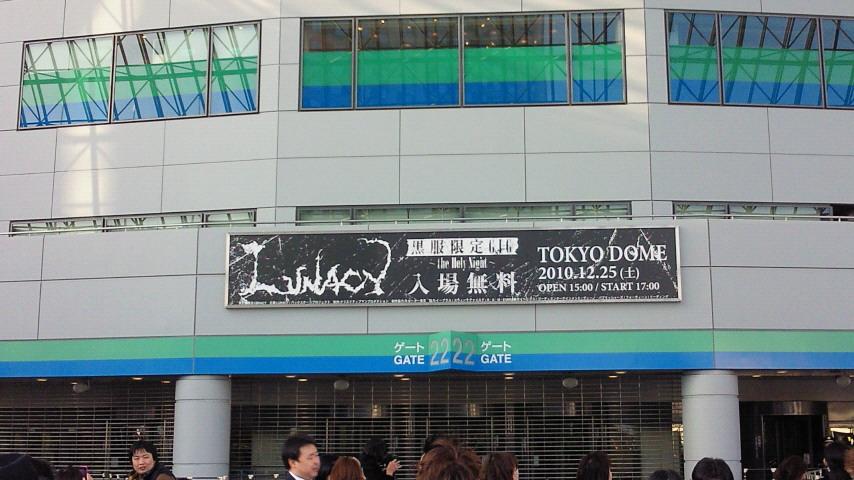 LUNACY
黒服限定GIG
the Holy Night
入場無料
TOKYO DOME
2010.12.25(土)
OPEN 15:00 / START 17:00
ゲート 22 22 ゲート
GATE GATE